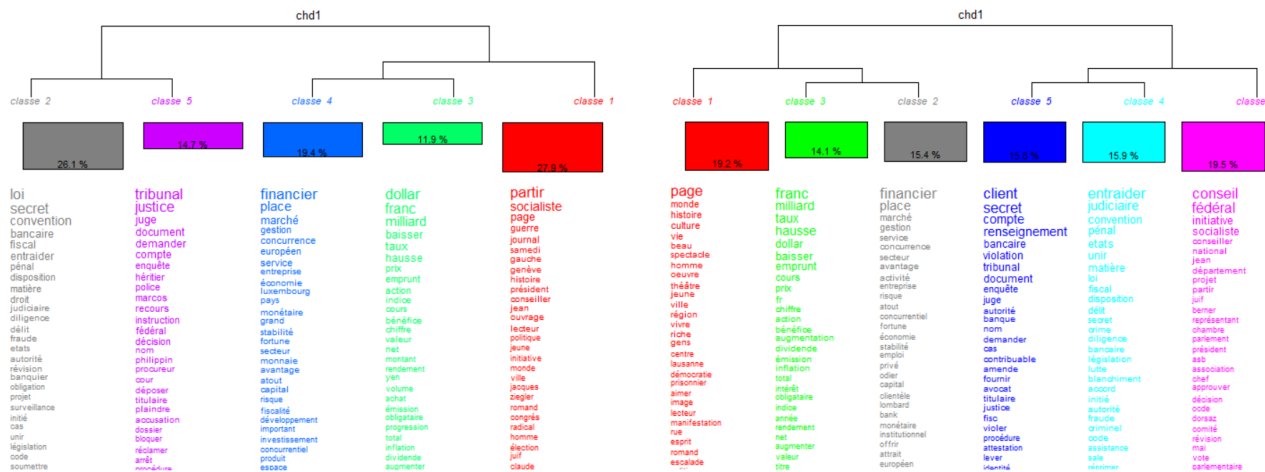 chd1
classe 2
classe 5
classe 4
classe 3
classe 1
26.1 %
14.7 %
19.4 %
11.9 %
27.9 %
loi
secret
convention
bancaire
fiscal
entraider
pénal
disposition
matière
droit
judiciaire
diligence
délit
fraude
etats
autorité
révision
banquier
obligation
projet
surveillance
initié
cas
unir
législation
code
soumettre
tribunal
justice
juge
document
demander
compte
enquête
héritier
police
marcos
recours
instruction
fédéral
décision
nom
philippin
procureur
cour
déposer
titulaire
plaindre
accusation
dossier
bloquer
réclamer
arrêt
procédure
financier
place
marché
gestion
concurrence
européen
service
entreprise
économie
luxembourg
pays
monétaire
grand
stabilité
fortune
secteur
monnaie
avantage
atout
capital
risque
fiscalité
développement
important
investissement
concurrentiel
produit
espace
dollar
franc
milliard
baisser
taux
hausse
prix
emprunt
action
indice
cours
bénéfice
chiffre
valeur
net
montant
rendement
yen
volume
achat
émission
obligataire
progression
total
inflation
dividende
augmenter
partir
socialiste
page
guerre
journal
samedi
gauche
genève
histoire
président
conseiller
jean
ouvrage
lecteur
politique
jeune
initiative
monde
ville
jacques
ziegler
romand
congrès
radical
homme
élection
juif
claude
chd1
classe 1
classe 3
classe 2
classe 5
classe 4
classe
19.2 %
14.1 %
15.4 %
15.9 %
19.5 %
page
monde
histoire
culture
vie
beau
spectacle
homme
oeuvre
théâtre
jeune
ville
région
vivre
riche
gens
centre
lausanne
démocratie
prisonnier
aimer
image
lecteur
manifestation
rue
esprit
romand
escalade
franc
milliard
taux
hausse
dollar
baisser
emprunt
cours
prix
fr
chiffre
action
bénéfice
augmentation
dividende
émission
inflation
total
intérêt
obligataire
indice
année
rendement
net
augmenter
valeur
titre
financier
place
marché
gestion
service
concurrence
secteur
avantage
activité
entreprise
risque
atout
concurrentiel
fortune
économie
stabilité
emploi
privé
odier
capital
clientèle
lombard
bank
monétaire
institutionnel
offrir
attrait
européen
client
secret
compte
renseignement
bancaire
violation
tribunal
document
enquête
juge
autorité
banque
nom
demander
cas
contribuable
amende
fournir
avocat
titulaire
justice
fisc
violer
procédure
attestation
lever
identité
entraider
judiciaire
convention
pénal
etats
unir
matière
loi
fiscal
disposition
délit
secret
crime
diligence
bancaire
législation
lutte
blanchiment
accord
initié
autorité
fraude
criminel
code
assistance
sale
réprimer
conseil
fédéral
initiative
socialiste
conseiller
national
jean
département
projet
partir
juif
berner
représentant
chambre
parlement
président
asb
association
chef
approuver
décision
code
dorsaz
comité
révision
mai
vote
parlementaire